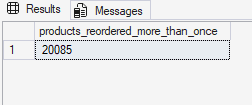 Results Messages
products_reordered_more_than_once
1 20085